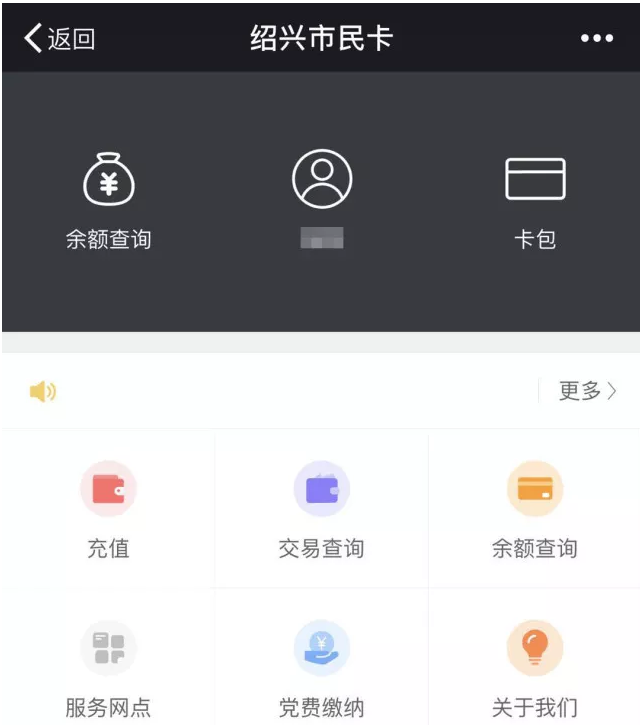 返回
绍兴市民卡
余额查询
卡包
更多
充值
交易查询
余额查询
服务网点
党费缴纳
关于我们